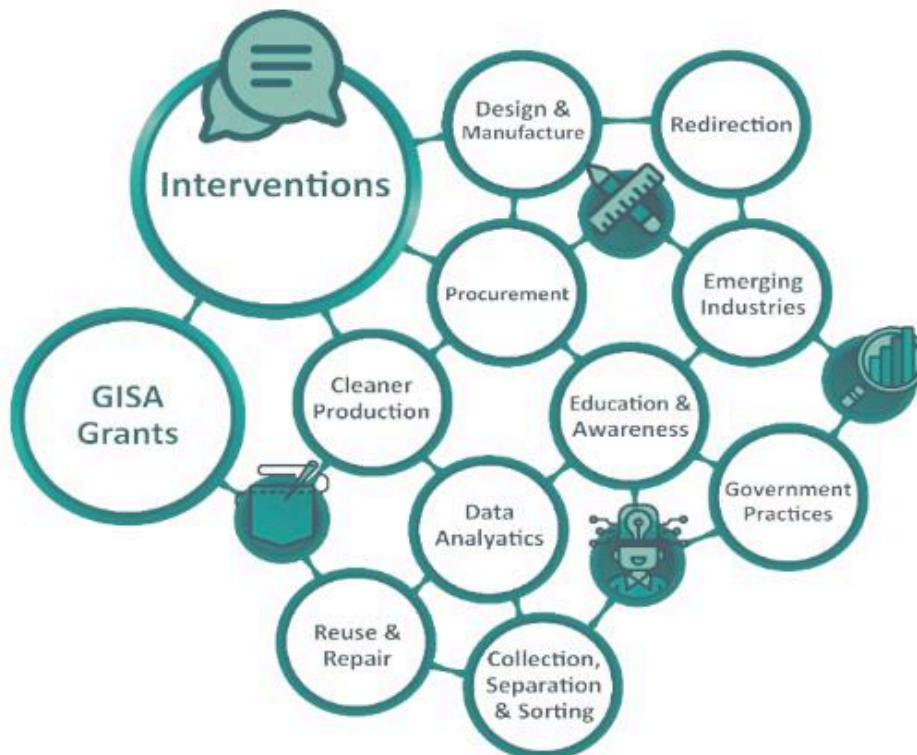 Interventions
Design &
Manufacture
Redirection
Procurement
Emerging
Industries
GISA
Grants
Cleaner
Production
Education &
Awareness
Data
Analyatics
Government
Practices
Reuse &
Repair
Collection,
Separation
& Sorting